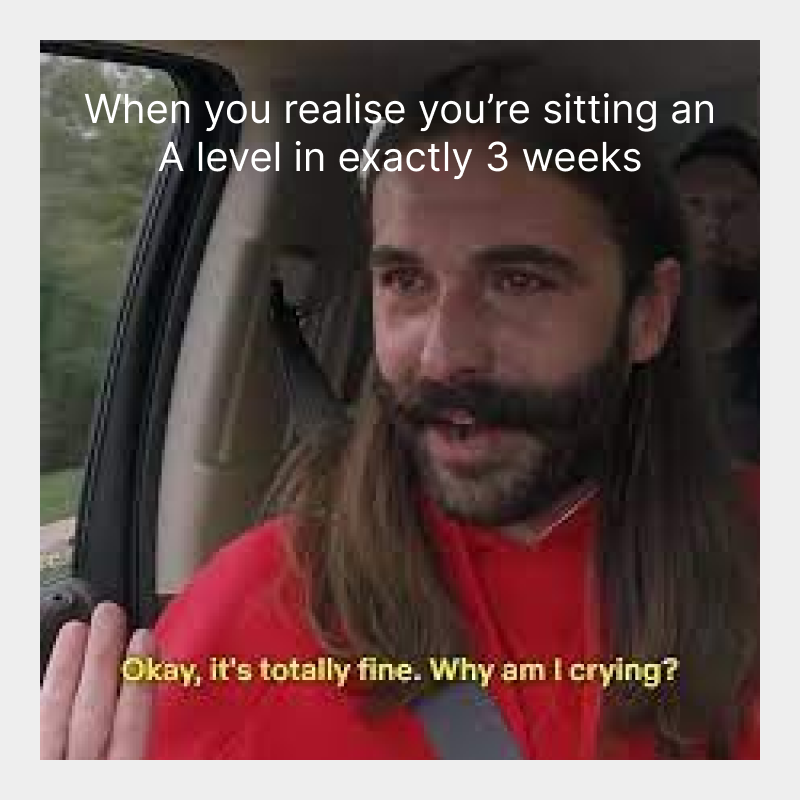 When you realise you’re sitting an
A level in exactly 3 weeks
Okay, it's totally fine. Why am I crying?